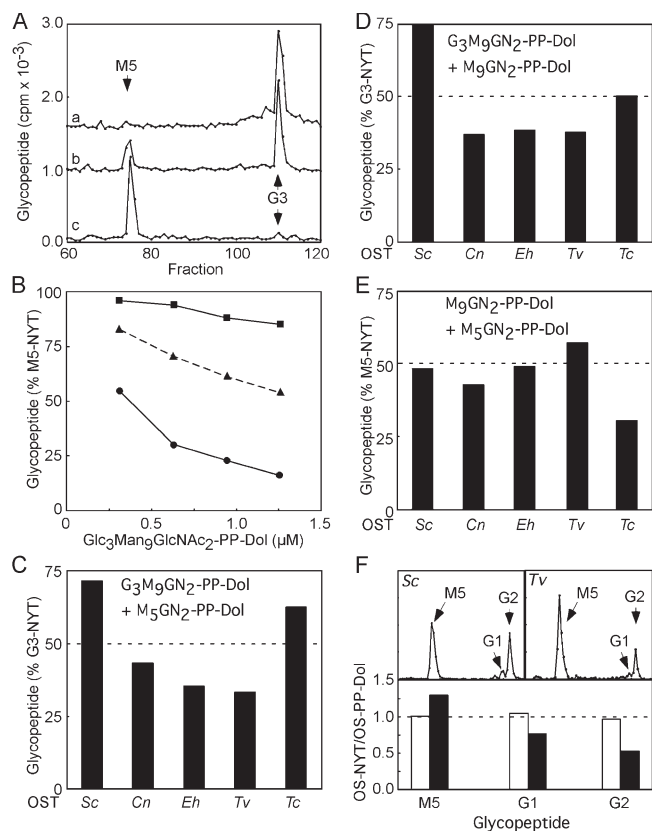 A
Glycopeptide (cpm x 10⁻³)
3.0
2.0
1.0
0.0
M5
a
b
c
G3
60
80
100
120
Fraction
B
Glycopeptide (% M5-NYT)
100
75
50
25
0
0
0.5
1.0
1.5
Glc₃Man₉GlcNAc₂-PP-Dol (µM)
C
Glycopeptide (% G3-NYT)
75
50
25
0
G₃M₉GN₂-PP-Dol
+ M₅GN₂-PP-Dol
OST Sc Cn Eh Tv Tc
D
Glycopeptide (% G3-NYT)
75
50
25
0
G₃M₉GN₂-PP-Dol
+ M₉GN₂-PP-Dol
OST Sc Cn Eh Tv Tc
E
Glycopeptide (% M5-NYT)
75
50
25
0
M₉GN₂-PP-Dol
+ M₅GN₂-PP-Dol
OST Sc Cn Eh Tv Tc
F
Sc
M5
G1
G2
Tv
M5
G1
G2
OS-NYT/OS-PP-Dol
1.5
1.0
0.5
0.0
M5 G1 G2
Glycopeptide